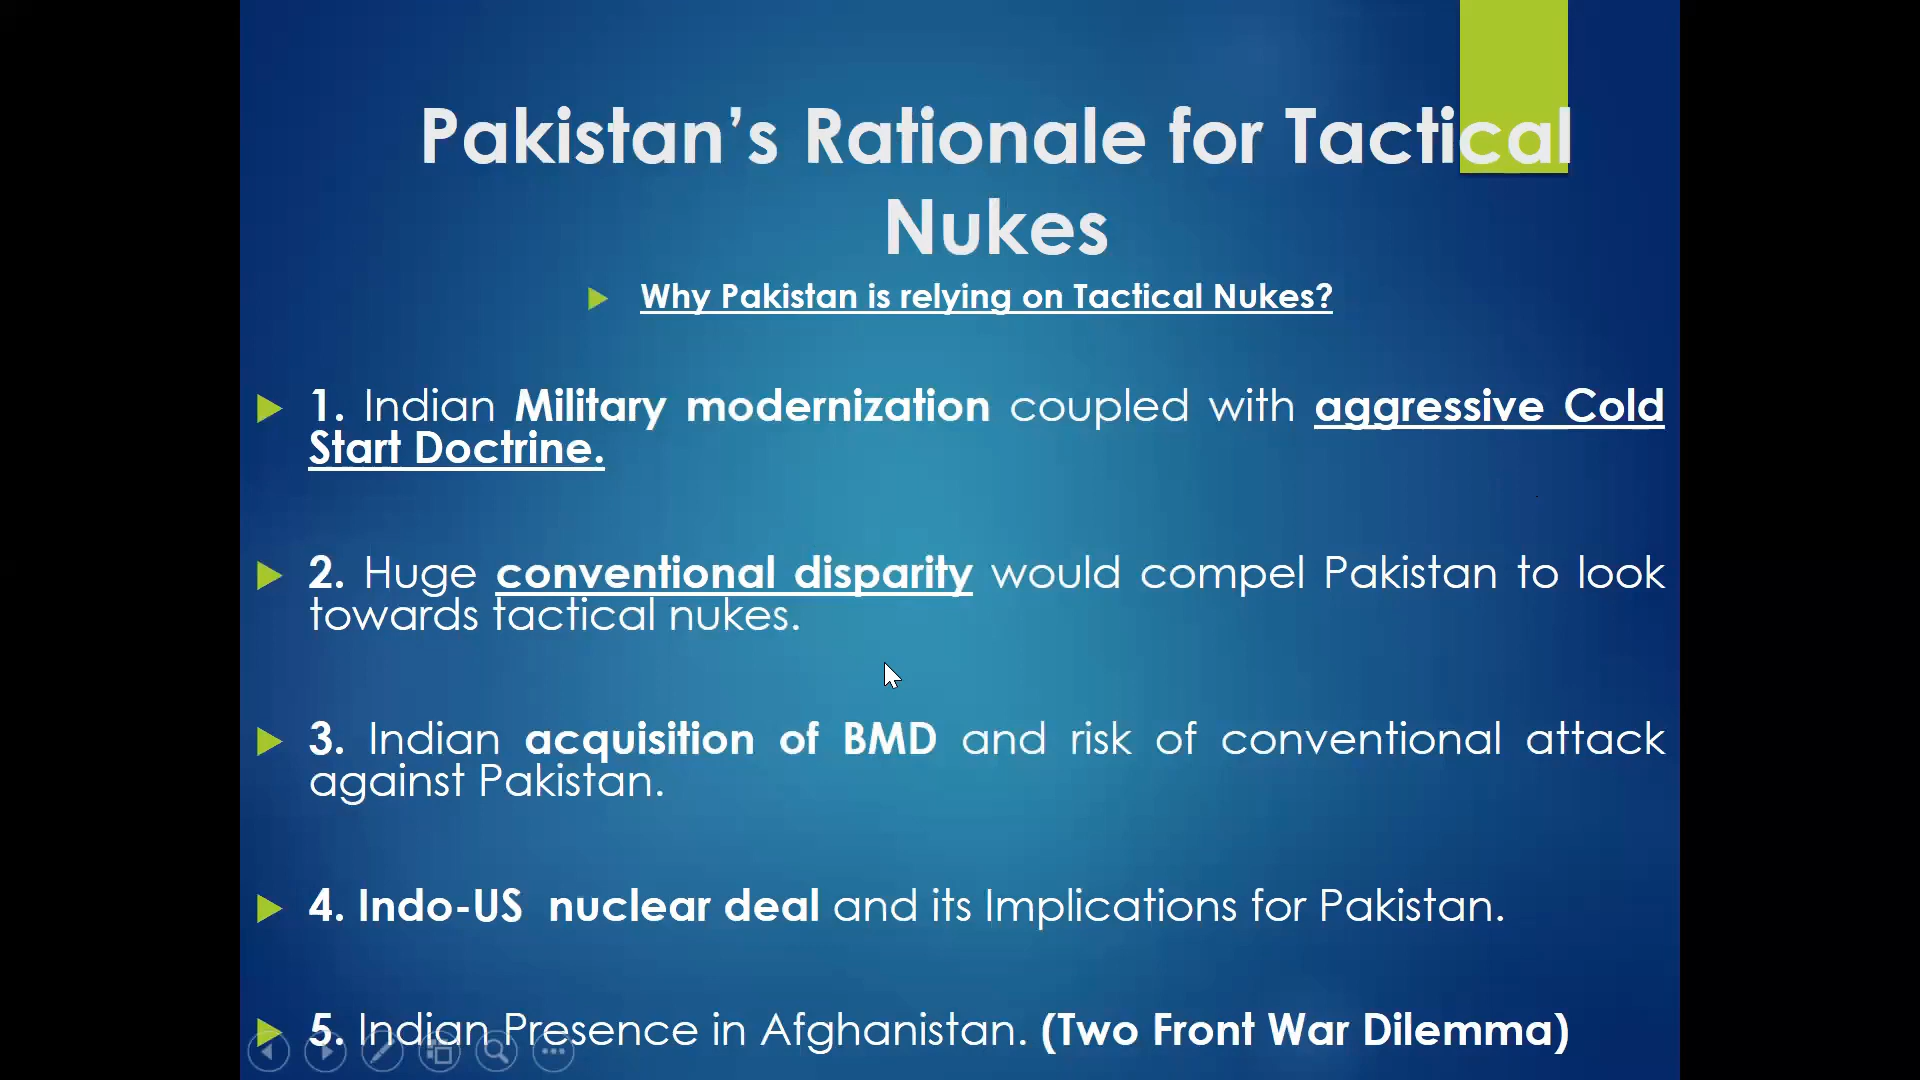 Pakistan’s Rationale for Tactical
Nukes
Why Pakistan is relying on Tactical Nukes?
1. Indian Military modernization coupled with aggressive Cold
Start Doctrine.
2. Huge conventional disparity would compel Pakistan to look
towards tactical nukes.
3. Indian acquisition of BMD and risk of conventional attack
against Pakistan.
4. Indo-US  nuclear deal and its Implications for Pakistan.
5. Indian Presence in Afghanistan. (Two Front War Dilemma)